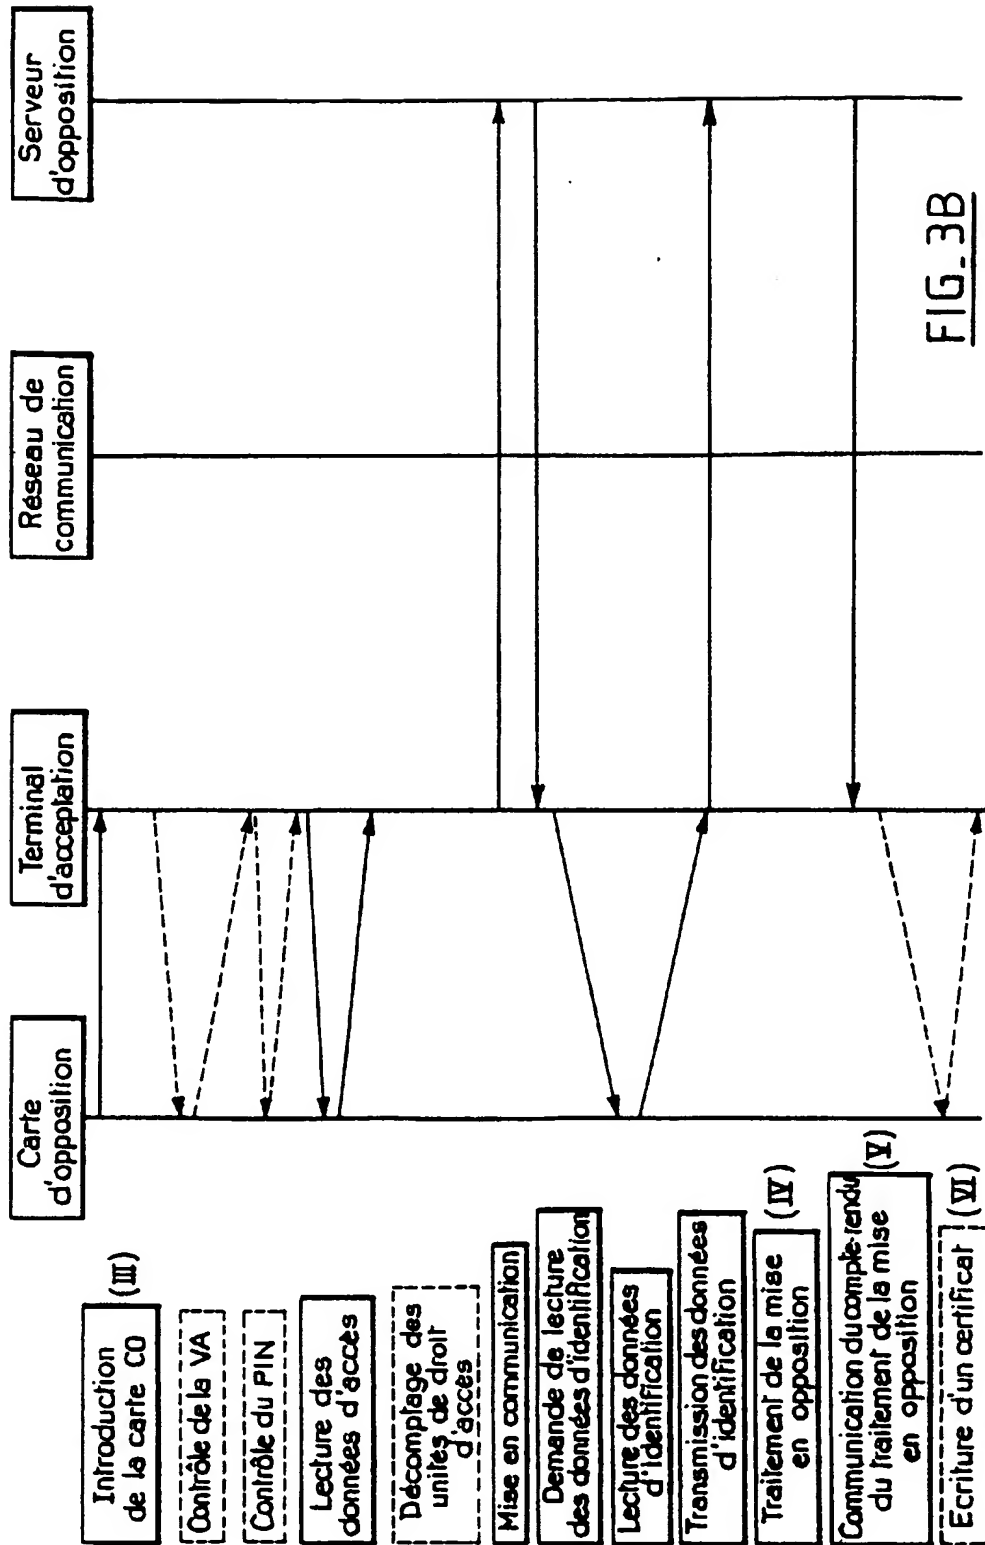 Carte
d'opposition
Terminal
d'acceptation
Réseau de
communication
Serveur
d'opposition
Introduction
de la carte CO
(III)
Contrôle de la VA
Contrôle du PIN
Lecture des
données d'accès
Décomptage des
unités de droit
d'accès
Mise en communication
Demande de lecture
des données d'identification
Lecture des données
d'identification
Transmission des données
d'identification
Traitement de la mise
en opposition
(IV)
Communication du compte-rendu
du traitement de la mise
en opposition
(V)
Ecriture d'un certificat
(VI)
FIG_3B